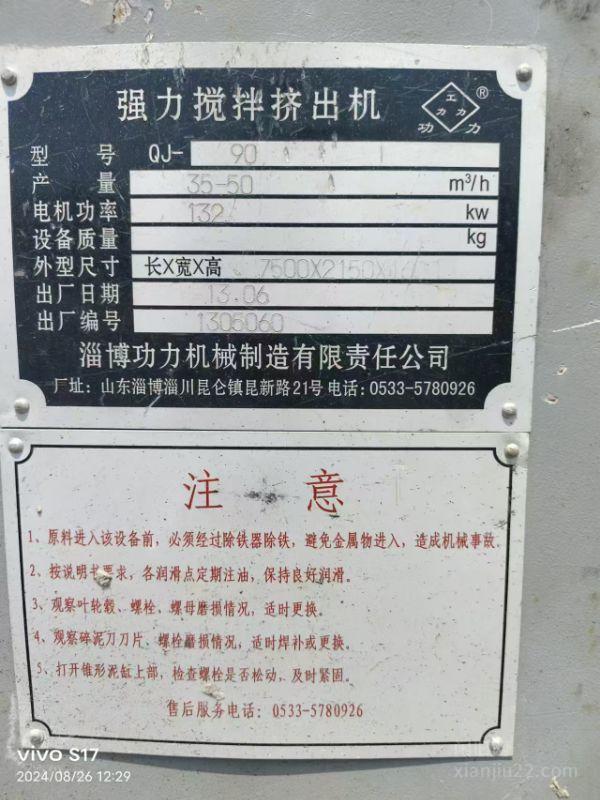 强力搅拌挤出机
工
力力
®
功力
型号 QJ- 90
产量 35-50 m³/h
电机功率 132 kw
设备质量 kg
外型尺寸 长X宽X高 7500X2150X
出厂日期 13.06
出厂编号 1305060
淄博功力机械制造有限责任公司
厂址：山东淄博淄川昆仑镇昆新路21号 电话：0533-5780926
注意
1、原料进入该设备前，必须经过除铁器除铁，避免金属物进入，造成机械事故。
2、按说明书要求，各润滑点定期注油，保持良好润滑。
3、观察叶轮毂、螺栓、螺母磨损情况，适时更换。
4、观察碎泥刀刀片、螺栓磨损情况，适时焊补或更换。
5、打开锥形泥缸上部，检查螺栓是否松动，及时紧固。
售后服务电话：0533-5780926
vivo S17
2024/08/26 12:29
xianjiu22.com